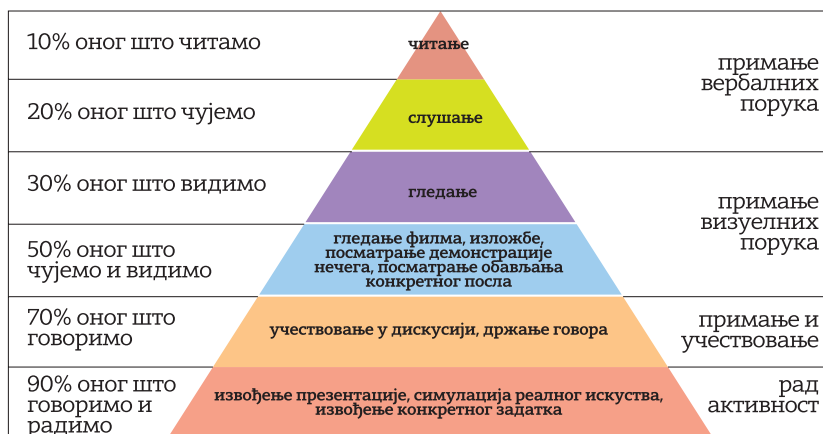 10% оног што читамо
читање
примање
вербалних
порука
20% оног што чујемо
слушање
30% оног што видимо
гледање
примање
визуелних
порука
50% оног што
чујемо и видимо
гледање филма, изложбе,
посматрање демонстрације
нечега, посматрање обављања
конкретног посла
70% оног што
говоримо
учествовање у дискусији, држање говора
примање и
учествовање
90% оног што
говоримо и
радимо
извођење презентације, симулација реалног искуства,
извођење конкретног задатка
рад
активност